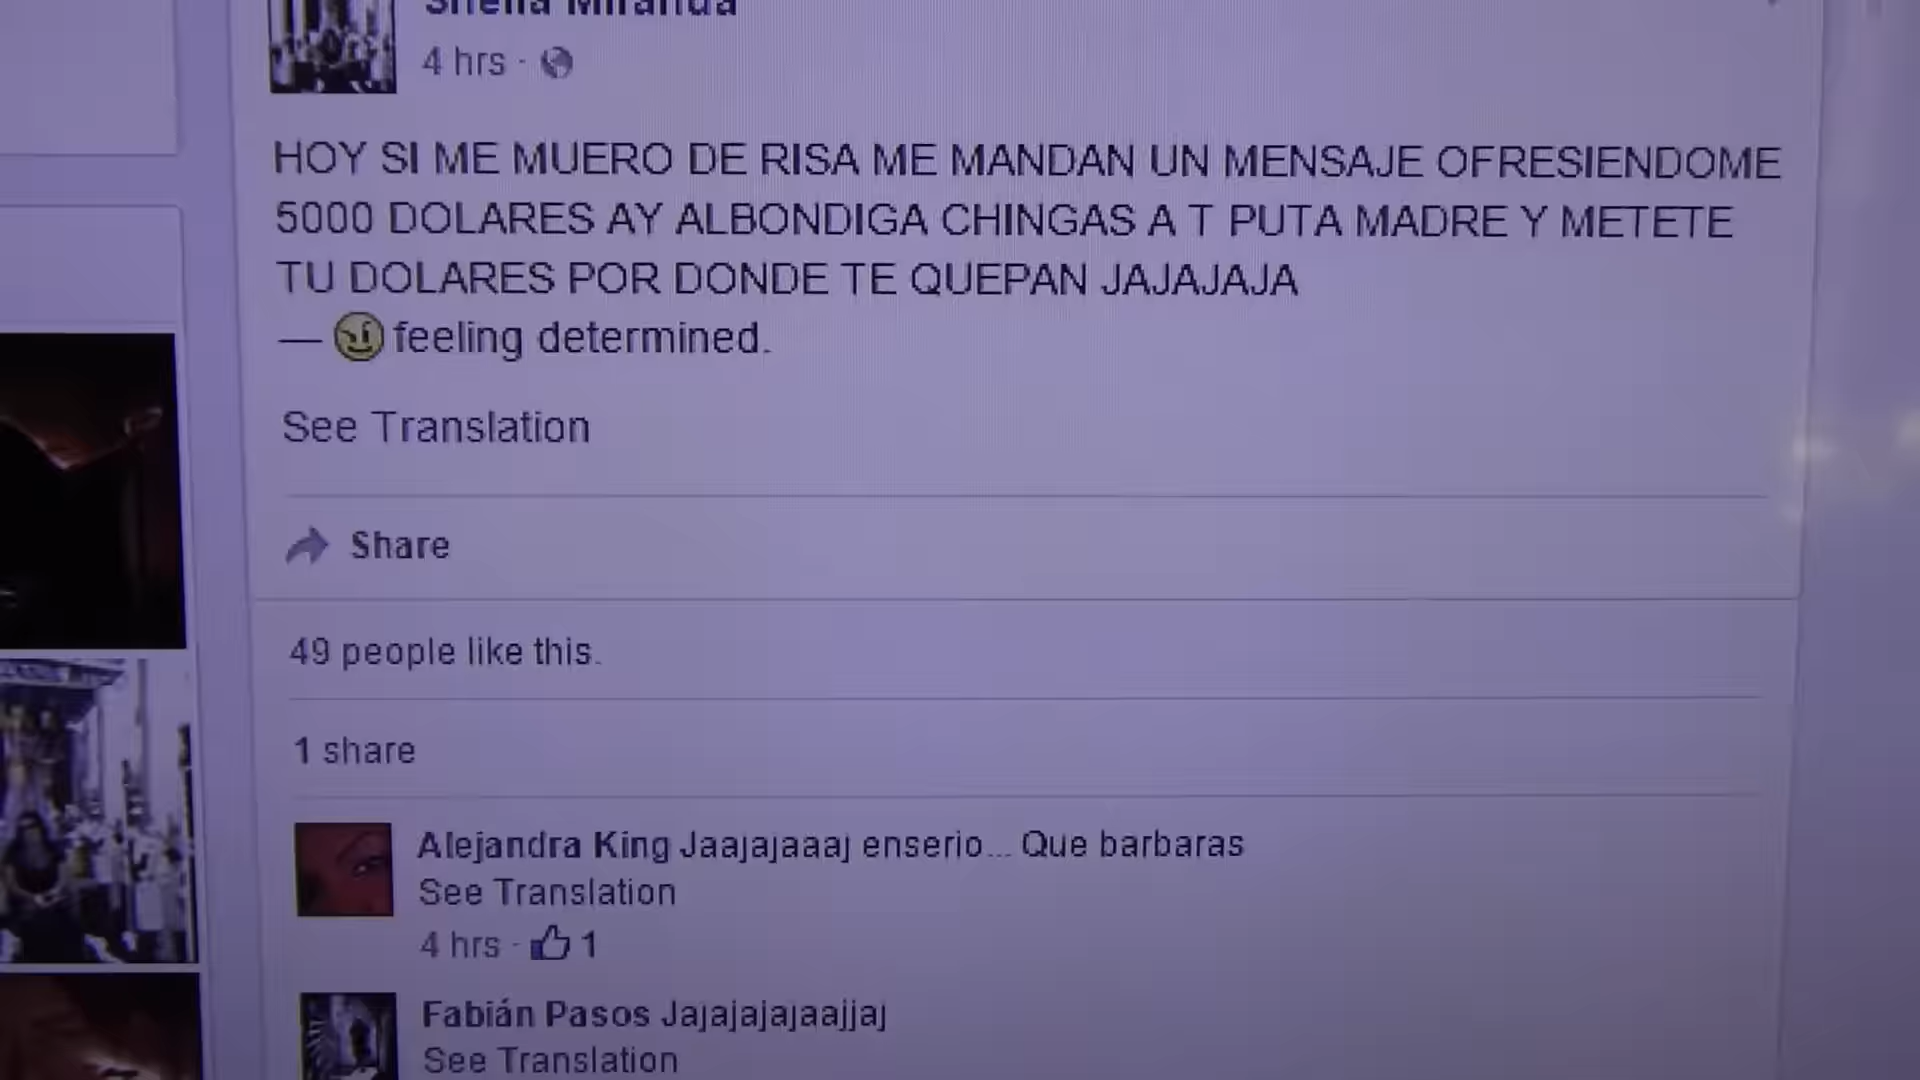 Sheila Miranda
4 hrs ·
HOY SI ME MUERO DE RISA ME MANDAN UN MENSAJE OFRESIENDOME
5000 DOLARES AY ALBONDIGA CHINGAS A T PUTA MADRE Y METETE
TU DOLARES POR DONDE TE QUEPAN JAJAJAJA
— feeling determined.
See Translation
Share
49 people like this.
1 share
Alejandra King Jaajajaaaj enserio... Que barbaras
See Translation
4 hrs · 1
Fabián Pasos Jajajajajaajjaj
See Translation